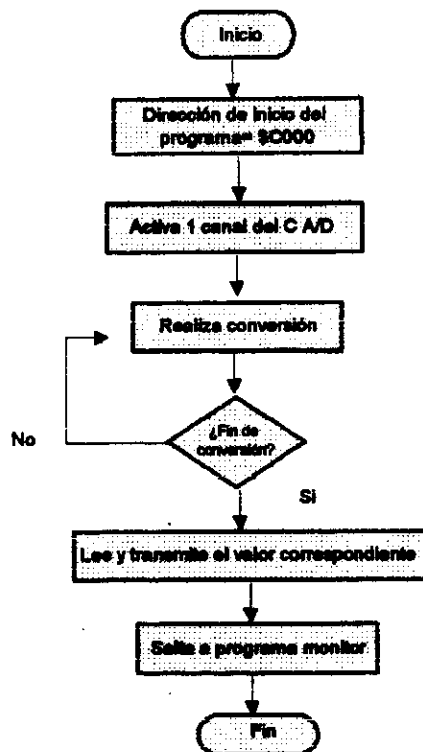 Inicio
Dirección de inicio del
programa= $C000
Activa 1 canal del C A/D
Realiza conversión
¿Fin de
conversión?
No
Si
Lee y transmite el valor correspondiente
Salta a programa monitor
Fin